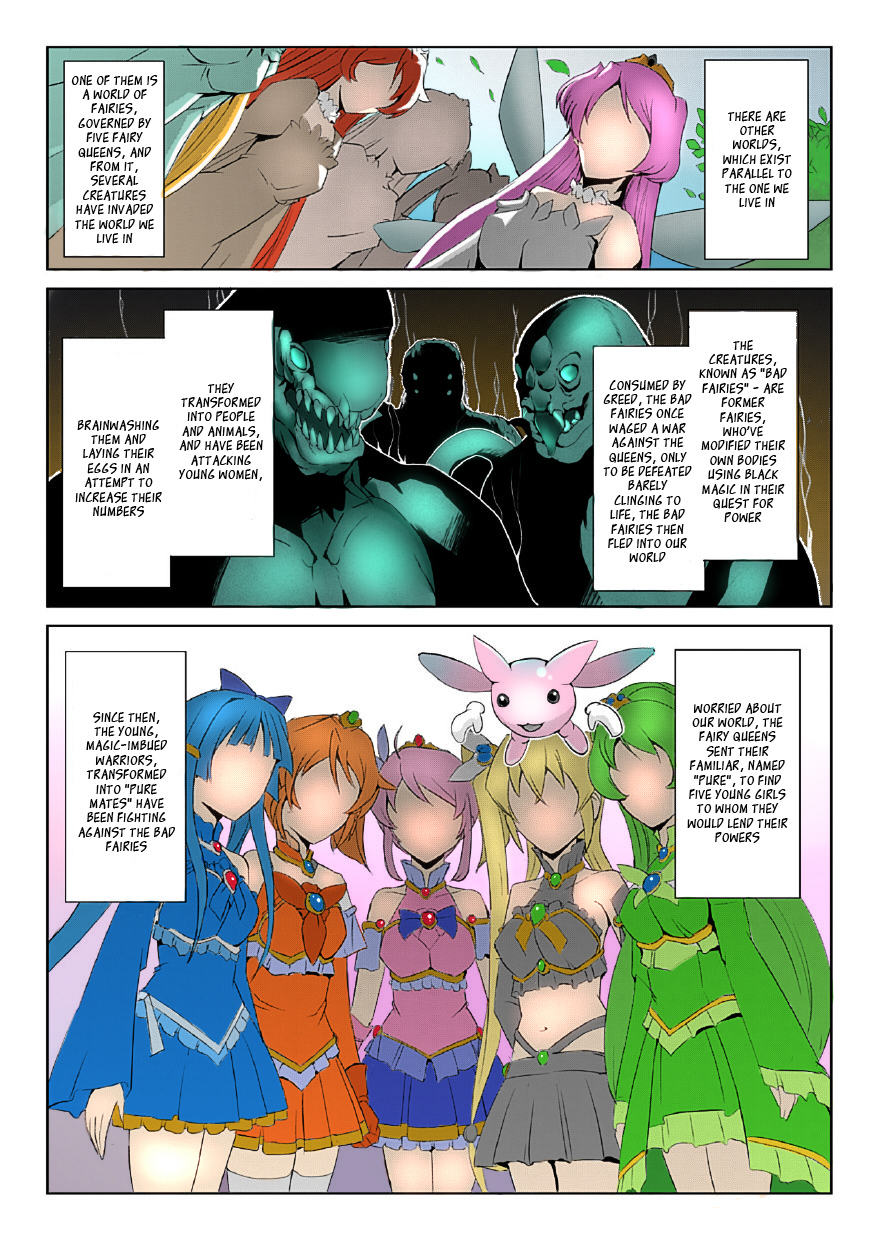 THERE ARE
OTHER
WORLDS,
WHICH EXIST
PARALLEL TO
THE ONE WE
LIVE IN
ONE OF THEM IS
A WORLD OF
FAIRIES,
GOVERNED BY
FIVE FAIRY
QUEENS, AND
FROM IT,
SEVERAL
CREATURES
HAVE INVADED
THE WORLD WE
LIVE IN
THE
CREATURES,
KNOWN AS "BAD
FAIRIES" - ARE
FORMER
FAIRIES,
WHO'VE
MODIFIED THEIR
OWN BODIES
USING BLACK
MAGIC IN THEIR
QUEST FOR
POWER
CONSUMED BY
GREED, THE BAD
FAIRIES ONCE
WAGED A WAR
AGAINST THE
QUEENS, ONLY
TO BE DEFEATED
BARELY
CLINGING TO
LIFE, THE BAD
FAIRIES THEN
FLED INTO OUR
WORLD
THEY
TRANSFORMED
INTO PEOPLE
AND ANIMALS,
AND HAVE BEEN
ATTACKING
YOUNG WOMEN,
BRAINWASHING
THEM AND
LAYING THEIR
EGGS IN AN
ATTEMPT TO
INCREASE THEIR
NUMBERS
WORRIED ABOUT
OUR WORLD, THE
FAIRY QUEENS
SENT THEIR
FAMILIAR, NAMED
"PURE", TO FIND
FIVE YOUNG GIRLS
TO WHOM THEY
WOULD LEND THEIR
POWERS
SINCE THEN,
THE YOUNG,
MAGIC-IMBUED
WARRIORS,
TRANSFORMED
INTO "PURE
MATES" HAVE
BEEN FIGHTING
AGAINST THE BAD
FAIRIES